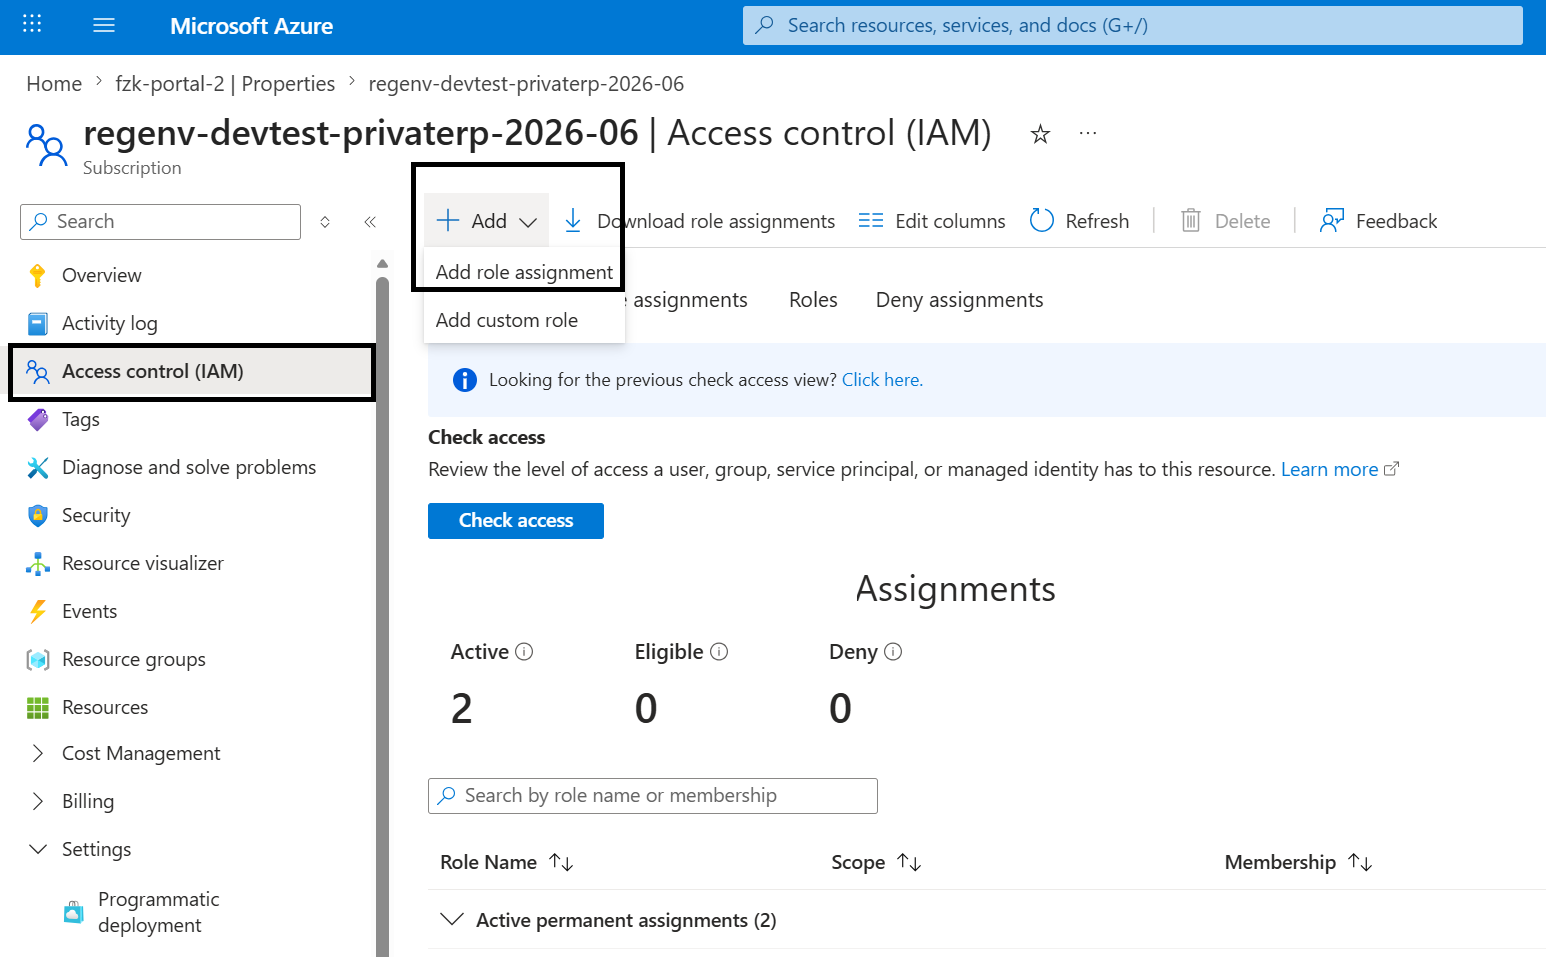 Microsoft Azure
Search resources, services, and docs (G+/)
Home > fzk-portal-2 | Properties > regenv-devtest-privaterp-2026-06
regenv-devtest-privaterp-2026-06 | Access control (IAM)
Subscription
Search
Overview
Activity log
Access control (IAM)
Tags
Diagnose and solve problems
Security
Resource visualizer
Events
Resource groups
Resources
Cost Management
Billing
Settings
Programmatic
deployment
Add
Download role assignments
Edit columns
Refresh
Delete
Feedback
Add role assignment
Add custom role
assignments
Roles
Deny assignments
Looking for the previous check access view? Click here.
Check access
Review the level of access a user, group, service principal, or managed identity has to this resource. Learn more
Check access
Assignments
Active
Eligible
Deny
2
0
0
Search by role name or membership
Role Name
Scope
Membership
Active permanent assignments (2)